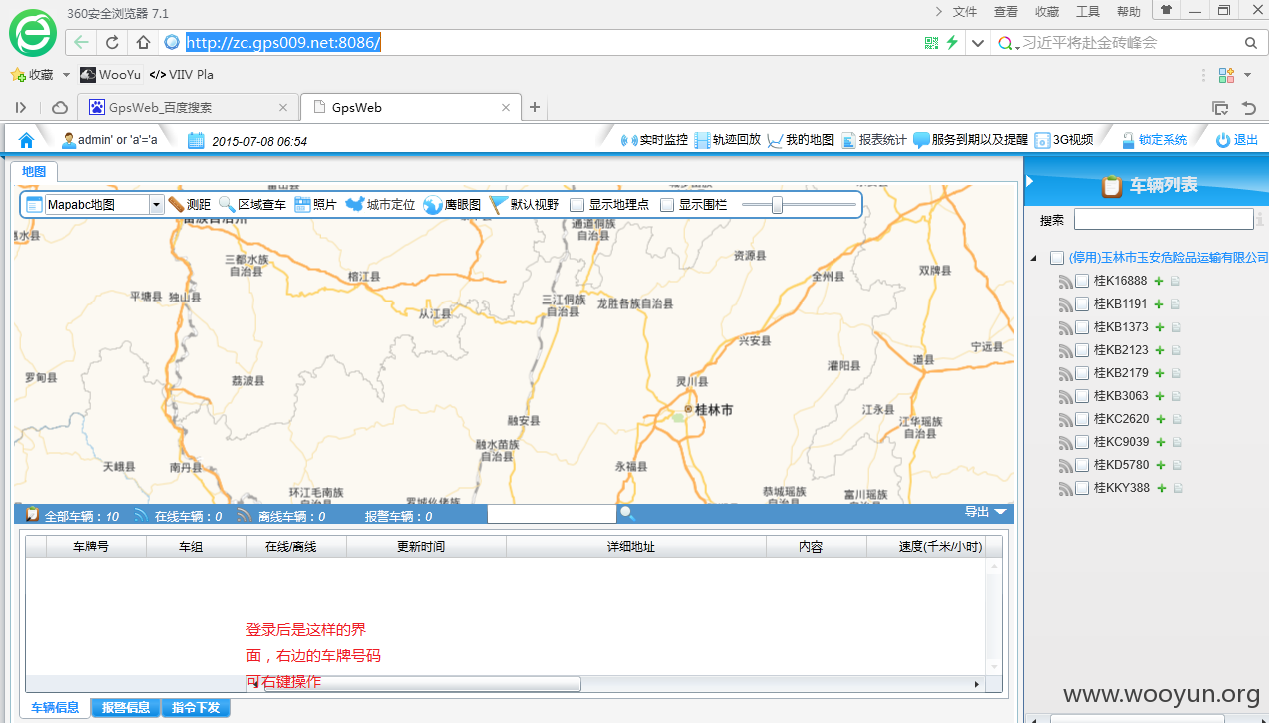 360安全浏览器 7.1
文件 查看 收藏 工具 帮助
http://zc.gps009.net:8086/
习近平将赴金砖峰会
收藏 WooYu </> VIIV Pla
GpsWeb_百度搜索 GpsWeb
admin' or 'a'='a 2015-07-08 06:54 实时监控 轨迹回放 我的地图 报表统计 服务到期以及提醒 3G视频 锁定系统 退出
地图
车辆列表
Mapabc地图 测距 区域查车 照片 城市定位 鹰眼图 默认视野 显示地理点 显示围栏
搜索
通道侗族
自治县
三都水族
自治县
榕江县
资源县
全州县
双牌县
平塘县 独山县
从江县
三江侗族
自治县
龙胜各族自治县
兴安县
宁远县
道县
灌阳县
罗甸县
荔波县
灵川县
桂林市
江永县
江华瑶族
自治县
融安县
融水苗族
自治县
天峨县
南丹县
永福县
环江毛南族
自治县
恭城瑶族
自治县
富川瑶族
自治县
(停用)玉林市玉安危险品运输有限公司
桂K16888
桂KB1191
桂KB1373
桂KB2123
桂KB2179
桂KB3063
桂KC2620
桂KC9039
桂KD5780
桂KKY388
全部车辆：10 在线车辆：0 离线车辆：0 报警车辆：0 导出
车牌号 车组 在线/离线 更新时间 详细地址 内容 速度(千米/小时)
登录后是这样的界
面，右边的车牌号码
可右键操作
车辆信息 报警信息 指令下发
www.wooyun.org